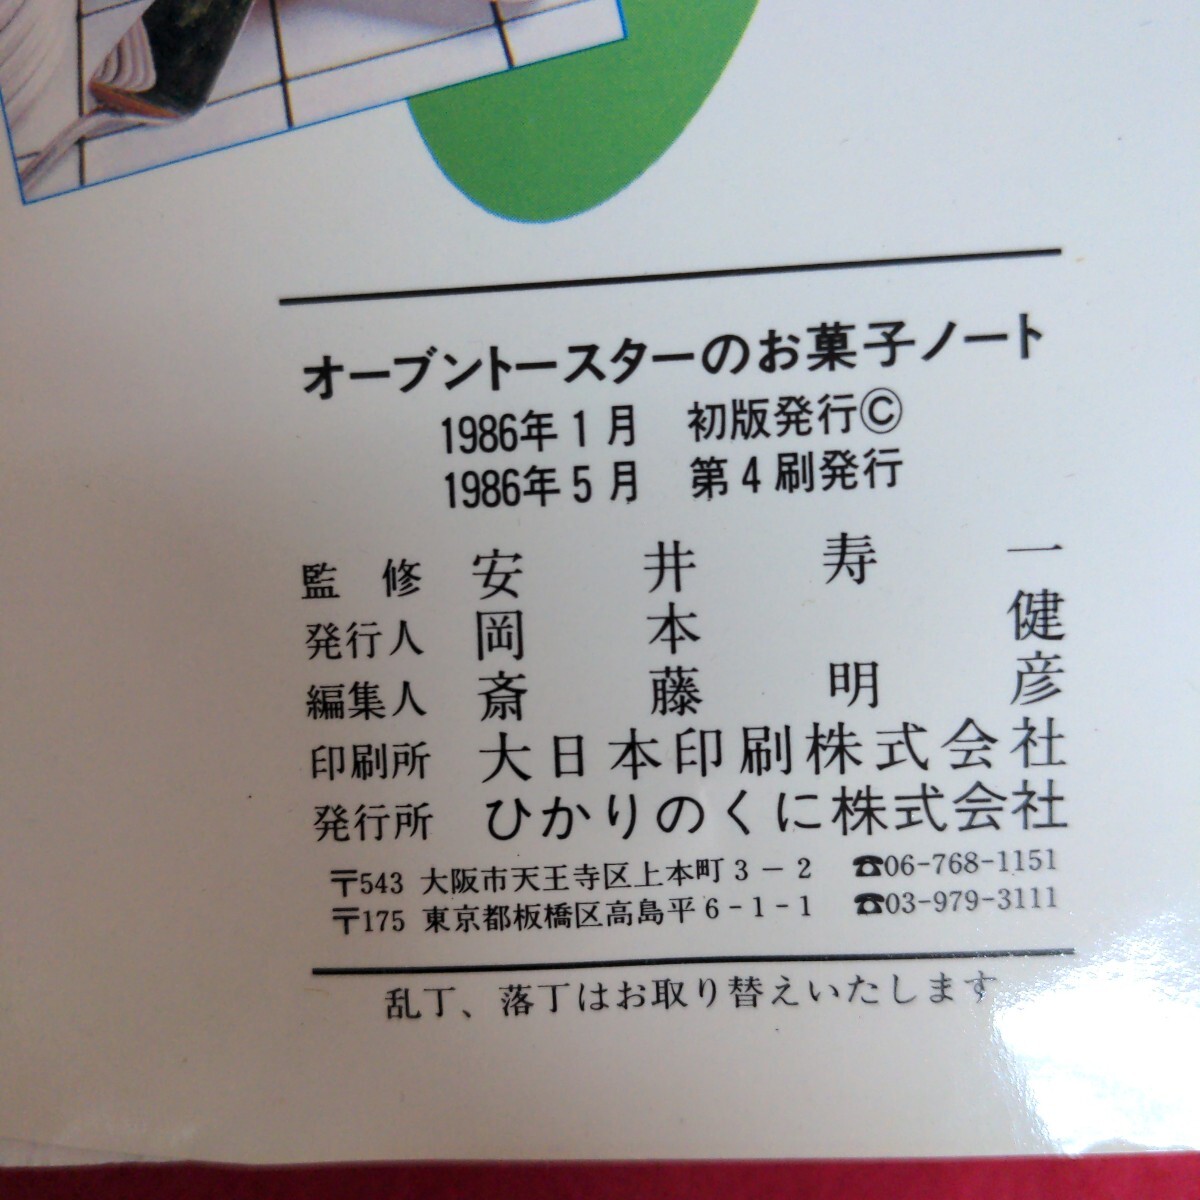 オーブントースターのお菓子ノート
1986年1月　初版発行©
1986年5月　第4刷発行
監　修　安井寿一
発行人　岡本　健
編集人　斎藤明彦
印刷所　大日本印刷株式会社
発行所　ひかりのくに株式会社
〒543 大阪市天王寺区上本町3－2　☎06-768-1151
〒175 東京都板橋区高島平6-1-1　☎03-979-3111
乱丁、落丁はお取り替えいたします